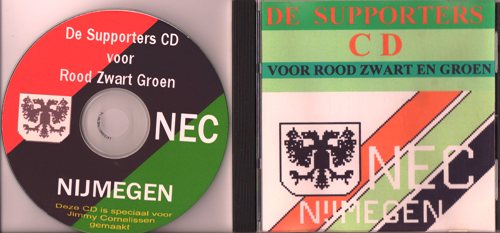 De Supporters CD
voor
Rood Zwart Groen
NEC
NIJMEGEN
Deze CD is speciaal voor
Jimmy Cornelissen
gemaakt
DE SUPPORTERS
CD
VOOR ROOD ZWART EN GROEN
NEC
NIJMEGEN